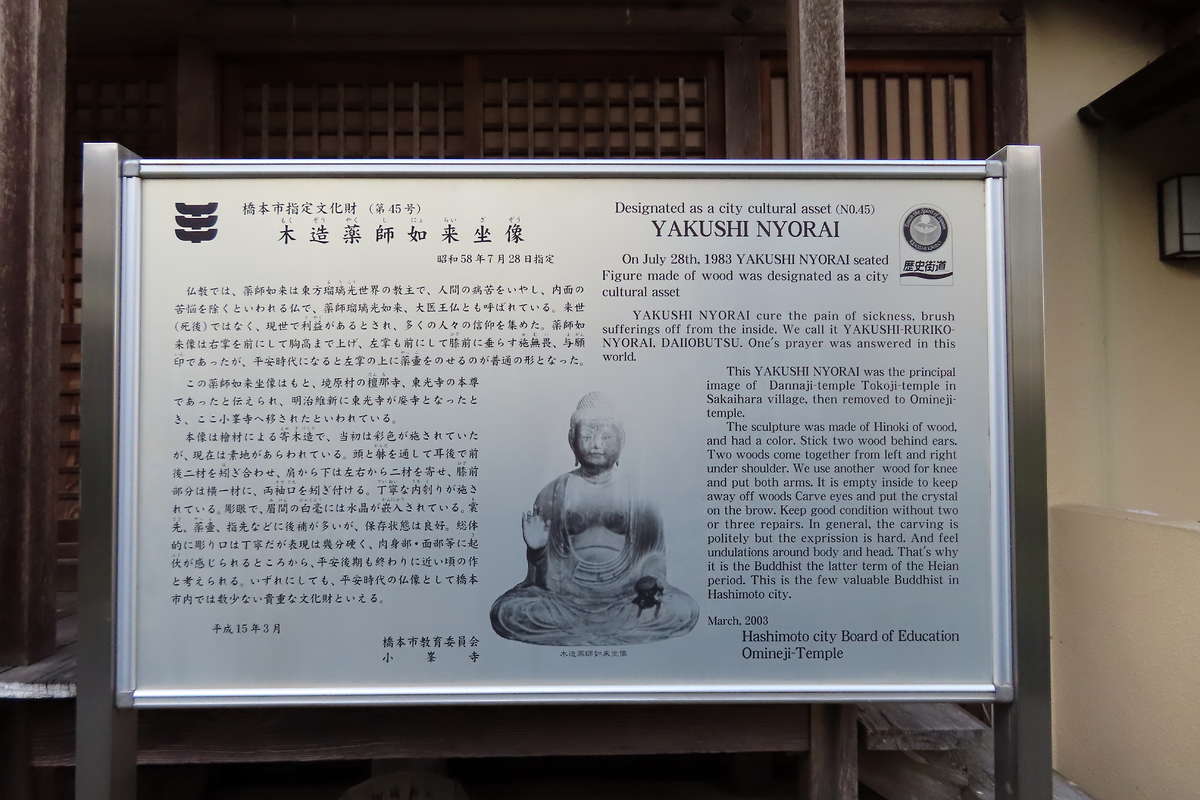 橋本市指定文化財 (第45号)
木造薬師如来坐像
昭和58年7月28日指定
仏教では、薬師如来は東方瑠璃光世界の教主で、人間の病苦をいやし、内面の
苦悩を除くといわれる仏で、薬師瑠璃光如来、大医王仏とも呼ばれている。来世
(死後)ではなく、現世で利益があるとされ、多くの人々の信仰を集めた。薬師如
来像は右掌を前にして胸高まで上げ、左掌も前にして膝前に垂らす施無畏、与願
印であったが、平安時代になると左掌の上に薬壷をのせるのが普通の形となった。
この薬師如来坐像はもと、境原村の檀那寺、東光寺の本尊
であったと伝えられ、明治維新に東光寺が廃寺となったと
き、ここ小峯寺へ移されたといわれている。
本像は檜材による寄木造で、当初は彩色が施されていた
が、現在は素地があらわれている。頭と躰を通して耳後で前
後二材を矧ぎ合わせ、肩から下は左右から二材を寄せ、膝前
部分は横一材に、両袖口を矧ぎ付ける。丁寧な内刳りが施さ
れている。彫眼で、眉間の白毫には水晶が嵌入されている。裳
先、薬壷、指先などに後補が多いが、保存状態は良好。総体
的に彫り口は丁寧だが表現は幾分硬く、肉身部・面部等に起
伏が感じられるところから、平安後期も終わりに近い頃の作
と考えられる。いずれにしても、平安時代の仏像として橋本
市内では数少ない貴重な文化財といえる。
平成15年3月
橋本市教育委員会
小峯寺
木造薬師如来坐像
Designated as a city cultural asset (NO.45)
YAKUSHI NYORAI
歴史街道
On July 28th, 1983 YAKUSHI NYORAI seated
Figure made of wood was designated as a city
cultural asset
YAKUSHI NYORAI cure the pain of sickness, brush
sufferings off from the inside. We call it YAKUSHI-RURIKO-
NYORAI, DAIIOBUTSU. One's prayer was answered in this
world.
This YAKUSHI NYORAI was the principal
image of Dannaji-temple Tokoji-temple in
Sakaihara village, then removed to Omineji-
temple.
The sculpture was made of Hinoki of wood,
and had a color. Stick two wood behind ears.
Two woods come together from left and right
under shoulder. We use another wood for knee
and put both arms. It is empty inside to keep
away off woods Carve eyes and put the crystal
on the brow. Keep good condition without two
or three repairs. In general, the carving is
politely but the exprission is hard. And feel
undulations around body and head. That's why
it is the Buddhist the latter term of the Heian
period. This is the few valuable Buddhist in
Hashimoto city.
March, 2003
Hashimoto city Board of Education
Omineji-Temple